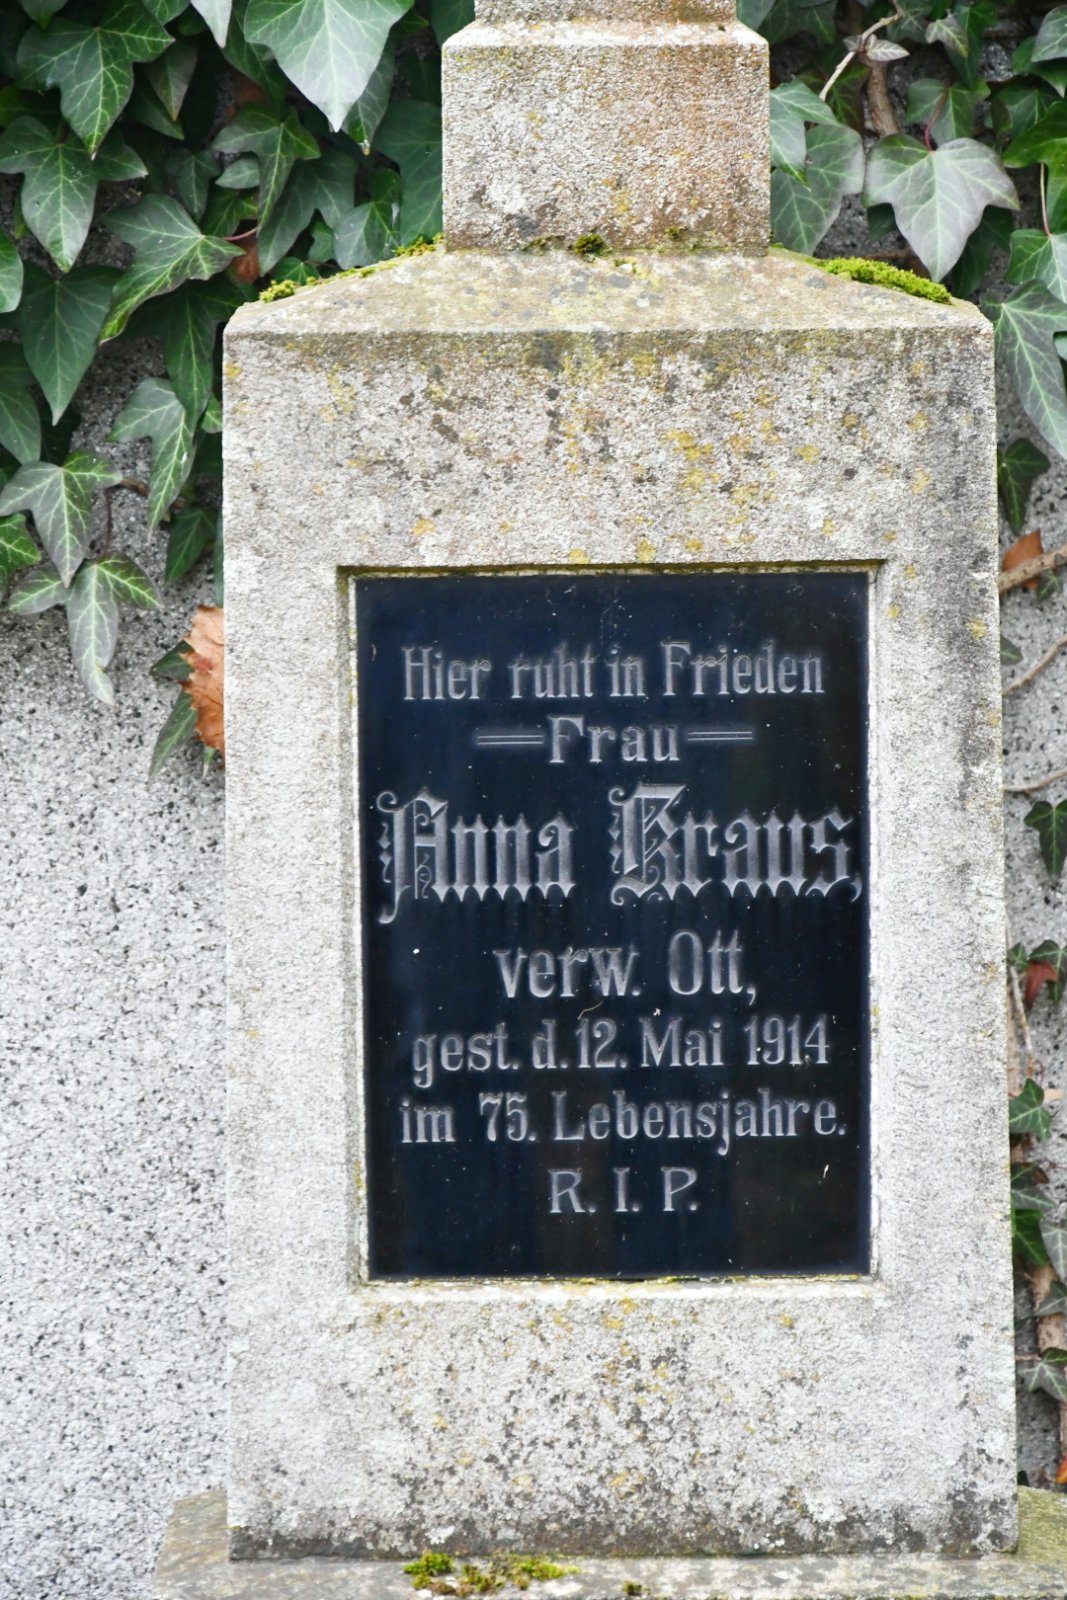 Hier ruht in Frieden
Frau
Anna Kraus,
verw. Ott,
gest. d. 12. Mai 1914
im 75. Lebensjahre.
R. I. P.